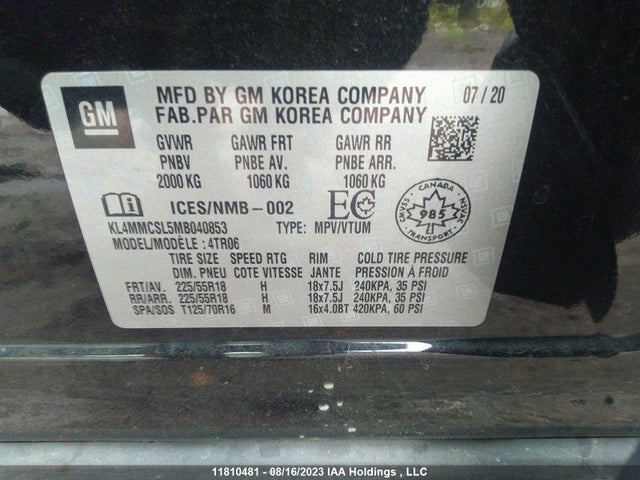 GM
MFD BY GM KOREA COMPANY 07 / 20
FAB.PAR GM KOREA COMPANY
GVWR GAWR FRT GAWR RR
PNBV PNBE AV. PNBE ARR.
2000 KG 1060 KG 1060 KG
ICES/NMB-002 EC
CANADA
985
NSVAC
KL4MMCSL5MB040853 TYPE: MPV/VTUM
MODEL/MODÈLE : 4TR06
TIRE SIZE SPEED RTG RIM COLD TIRE PRESSURE
DIM. PNEU COTE VITESSE JANTE PRESSION À FROID
FRT/AV. 225/55R18 H 18x7.5J 240KPA, 35 PSI
RR/ARR. 225/55R18 H 18x7.5J 240KPA, 35 PSI
SPA/SOS T125/70R16 M 16x4.0BT 420KPA, 60 PSI
11810481 - 08/16/2023 IAA Holdings , LLC